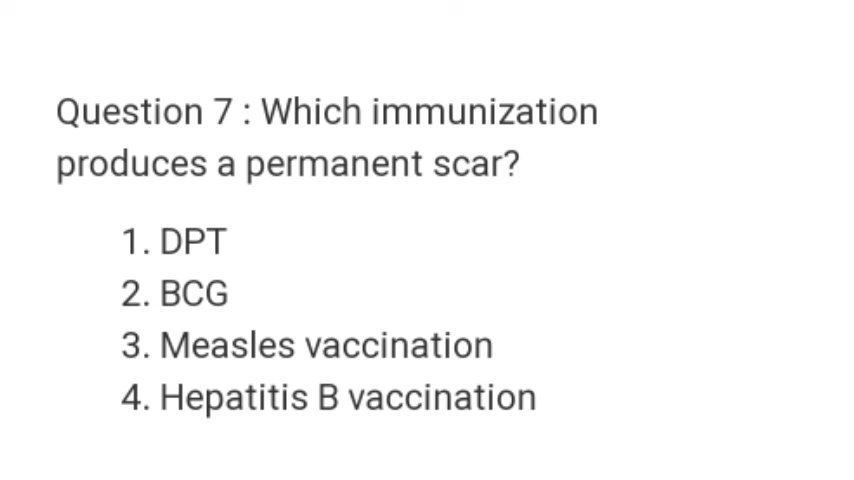 Question 7 : Which immunization
produces a permanent scar?
1. DPT
2. BCG
3. Measles vaccination
4. Hepatitis B vaccination